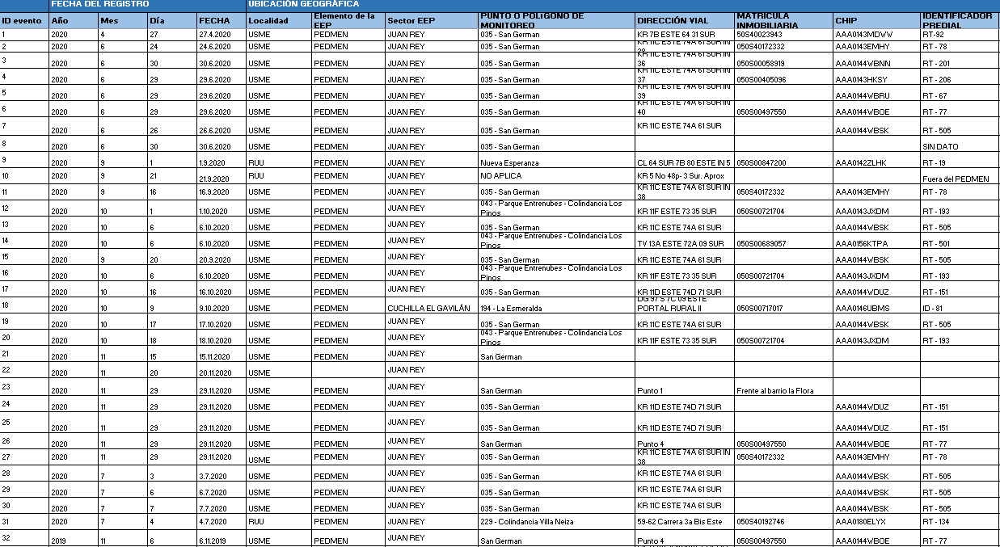 FECHA DEL REGISTRO UBICACIÓN GEOGRÁFICA
ID evento Año Mes Día FECHA Localidad Elemento de la EEP Sector EEP PUNTO O POLIGONO DE MONITOREO DIRECCIÓN VIAL MATRICULA INMOBILIARIA CHIP IDENTIFICADOR PREDIAL
1 2020 4 27 27.4.2020 USME PEDMEN JUAN REY 035 - San German KR 7B ESTE 64 31 SUR 50S40023943 AAA0143MDWW RT-92
2 2020 6 24 24.6.2020 USME PEDMEN JUAN REY 035 - San German KR 11C ESTE 74A 61 SUR IN 38 050S40172332 AAA0143EMHY RT - 78
3 2020 6 30 30.6.2020 USME PEDMEN JUAN REY 035 - San German KR 11C ESTE 74A 61 SUR IN 36 050S00058919 AAA0144WBNN RT - 201
4 2020 6 29 29.6.2020 USME PEDMEN JUAN REY 035 - San German KR 11C ESTE 74A 61 SUR IN 37 050S00405096 AAA0143HKSY RT - 206
5 2020 6 29 29.6.2020 USME PEDMEN JUAN REY 035 - San German KR 11C ESTE 74A 61 SUR IN 39 AAA0144WBRU RT - 67
6 2020 6 29 29.6.2020 USME PEDMEN JUAN REY 035 - San German KR 11C ESTE 74A 61 SUR IN 40 050S00497550 AAA0144WBOE RT - 77
7 2020 6 26 26.6.2020 USME PEDMEN JUAN REY 035 - San German KR 11C ESTE 74A 61 SUR AAA0144WBSK RT - 505
8 2020 6 30 30.6.2020 USME PEDMEN JUAN REY 035 - San German SIN DATO
9 2020 9 1 1.9.2020 RUU PEDMEN JUAN REY Nueva Esperanza CL 64 SUR 7B 80 ESTE IN 5 050S00847200 AAA0142ZLHK RT - 19
10 2020 9 21 21.9.2020 RUU PEDMEN JUAN REY NO APLICA KR 5 No 48p- 3 Sur. Aprox Fuera del PEDMEN
11 2020 9 16 16.9.2020 USME PEDMEN JUAN REY 035 - San German KR 11C ESTE 74A 61 SUR IN 38 050S40172332 AAA0143EMHY RT - 78
12 2020 10 1 1.10.2020 USME PEDMEN JUAN REY 043 - Parque Entrenubes - Colindancia Los Pinos KR 11F ESTE 73 35 SUR 050S00721704 AAA0143JXDM RT - 193
13 2020 10 6 6.10.2020 USME PEDMEN JUAN REY 035 - San German KR 11C ESTE 74A 61 SUR AAA0144WBSK RT - 505
14 2020 10 6 6.10.2020 USME PEDMEN JUAN REY 043 - Parque Entrenubes - Colindancia Los Pinos TV 13A ESTE 72A 09 SUR 050S00689057 AAA0156KTPA RT - 501
15 2020 9 20 20.9.2020 USME PEDMEN JUAN REY 035 - San German KR 11C ESTE 74A 61 SUR AAA0144WBSK RT - 505
16 2020 10 6 6.10.2020 USME PEDMEN JUAN REY 043 - Parque Entrenubes - Colindancia Los Pinos KR 11F ESTE 73 35 SUR 050S00721704 AAA0143JXDM RT - 193
17 2020 10 16 16.10.2020 USME PEDMEN JUAN REY 035 - San German KR 11D ESTE 74D 71 SUR AAA0144WDUZ RT - 151
18 2020 10 9 9.10.2020 USME PEDMEN CUCHILLA EL GAVILÁN 194 - La Esmeralda DG 97 S 7C 09 ESTE PORTAL RURAL II 050S00717017 AAA0146UBMS ID - 81
19 2020 10 17 17.10.2020 USME PEDMEN JUAN REY 035 - San German KR 11C ESTE 74A 61 SUR AAA0144WBSK RT - 505
20 2020 10 18 18.10.2020 USME PEDMEN JUAN REY 043 - Parque Entrenubes - Colindancia Los Pinos KR 11F ESTE 73 35 SUR 050S00721704 AAA0143JXDM RT - 193
21 2020 11 15 15.11.2020 USME PEDMEN JUAN REY San German
22 2020 11 20 20.11.2020 USME JUAN REY
23 2020 11 29 29.11.2020 USME PEDMEN JUAN REY San German Punto 1 Frente al barrio la Flora
24 2020 11 29 29.11.2020 USME PEDMEN JUAN REY 035 - San German KR 11D ESTE 74D 71 SUR AAA0144WDUZ RT - 151
25 2020 11 29 29.11.2020 USME PEDMEN JUAN REY 035 - San German KR 11D ESTE 74D 71 SUR AAA0144WDUZ RT - 151
26 2020 11 29 29.11.2020 USME PEDMEN JUAN REY San German Punto 4 050S00497550 AAA0144WBOE RT - 77
27 2020 11 29 29.11.2020 USME PEDMEN JUAN REY 035 - San German KR 11C ESTE 74A 61 SUR IN 38 050S40172332 AAA0143EMHY RT - 78
28 2020 7 3 3.7.2020 USME PEDMEN JUAN REY 035 - San German KR 11C ESTE 74A 61 SUR AAA0144WBSK RT - 505
29 2020 7 6 6.7.2020 USME PEDMEN JUAN REY 035 - San German KR 11C ESTE 74A 61 SUR AAA0144WBSK RT - 505
30 2020 7 7 7.7.2020 USME PEDMEN JUAN REY 035 - San German KR 11C ESTE 74A 61 SUR AAA0144WBSK RT - 505
31 2020 7 4 4.7.2020 RUU PEDMEN JUAN REY 229 - Colindancia Villa Neiza 59-62 Carrera 3a Bis Este 050S40192746 AAA0180ELYX RT - 134
32 2019 11 6 6.11.2019 USME PEDMEN JUAN REY San German Punto 4 050S00497550 AAA0144WBOE RT - 77